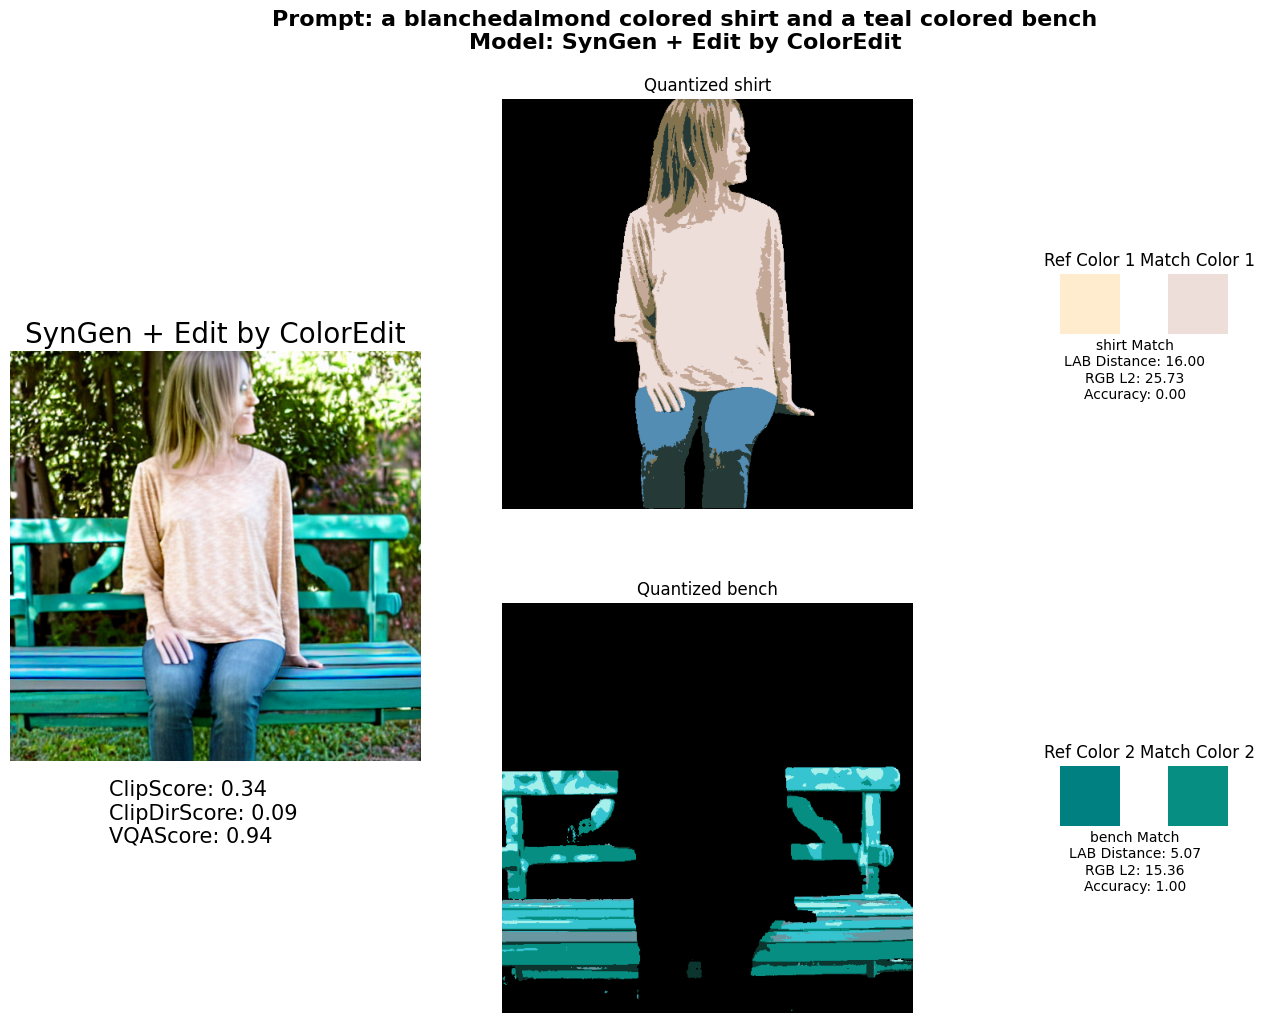 Prompt: a blanchedalmond colored shirt and a teal colored bench
Model: SynGen + Edit by ColorEdit
Quantized shirt
Ref Color 1 Match Color 1
shirt Match
LAB Distance: 16.00
RGB L2: 25.73
Accuracy: 0.00
SynGen + Edit by ColorEdit
ClipScore: 0.34
ClipDirScore: 0.09
VQAScore: 0.94
Quantized bench
Ref Color 2 Match Color 2
bench Match
LAB Distance: 5.07
RGB L2: 15.36
Accuracy: 1.00